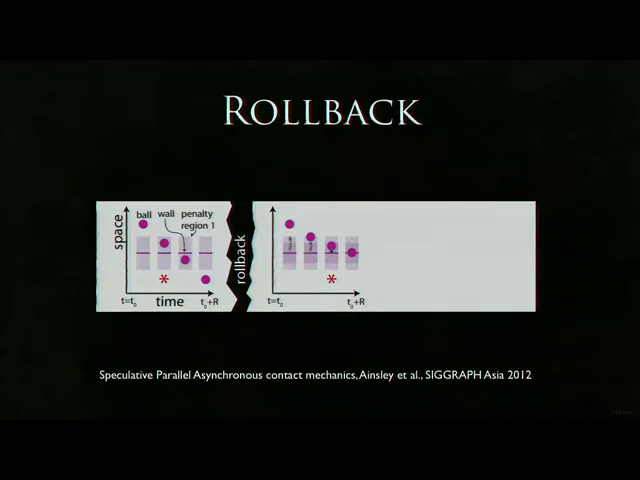 ROLLBACK
space
ball wall penalty
region 1
*
t=t₀ time t₀+R
rollback
*
t=t₀ t₀+R
Speculative Parallel Asynchronous contact mechanics, Ainsley et al., SIGGRAPH Asia 2012